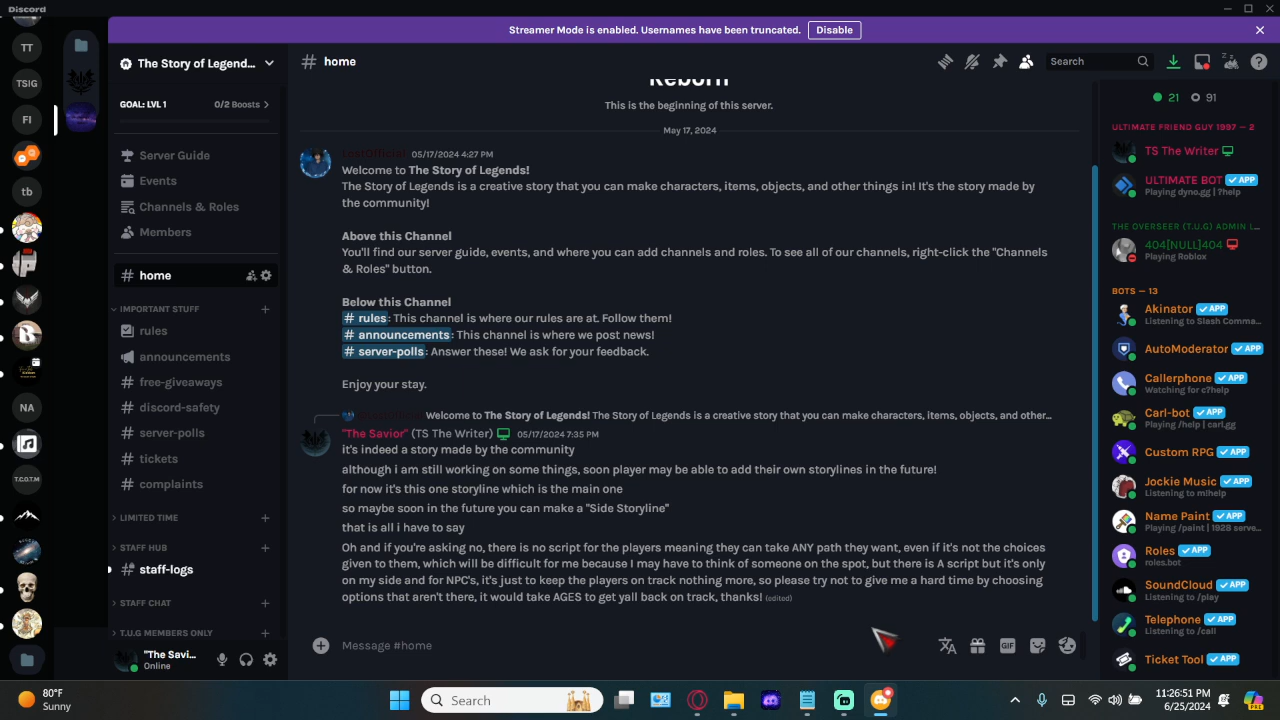 Discord
Streamer Mode is enabled. Usernames have been truncated. Disable
TT
TSIG
FI
tb
NA
T.C.O.T.M
The Story of Legend...
GOAL: LVL 1 0/2 Boosts
Server Guide
Events
Channels & Roles
Members
home
IMPORTANT STUFF
rules
announcements
free-giveaways
discord-safety
server-polls
tickets
complaints
LIMITED TIME
STAFF HUB
staff-logs
STAFF CHAT
T.U.G MEMBERS ONLY
"The Savi...
Online
# home
Search
Reborn
This is the beginning of this server.
May 17, 2024
05/17/2024 4:27 PM
Welcome to The Story of Legends!
The Story of Legends is a creative story that you can make characters, items, objects, and other things in! It's the story made by
the community!
Above this Channel
You'll find our server guide, events, and where you can add channels and roles. To see all of our channels, right-click the "Channels
& Roles" button.
Below this Channel
# rules: This channel is where our rules are at. Follow them!
# announcements: This channel is where we post news!
# server-polls: Answer these! We ask for your feedback.
Enjoy your stay.
Welcome to The Story of Legends! The Story of Legends is a creative story that you can make characters, items, objects, and other...
"The Savior" (TS The Writer) 05/17/2024 7:35 PM
it's indeed a story made by the community
although i am still working on some things, soon player may be able to add their own storylines in the future!
for now it's this one storyline which is the main one
so maybe soon in the future you can make a "Side Storyline"
that is all i have to say
Oh and if you're asking no, there is no script for the players meaning they can take ANY path they want, even if it's not the choices
given to them, which will be difficult for me because I may have to think of someone on the spot, but there is A script but it's only
on my side and for NPC's, it's just to keep the players on track nothing more, so please try not to give me a hard time by choosing
options that aren't there, it would take AGES to get yall back on track, thanks! (edited)
Message #home
GIF
21 91
ULTIMATE FRIEND GUY 1997 — 2
TS The Writer
ULTIMATE BOT APP
Playing dyno.gg | ?help
THE OVERSEER (T.U.G) ADMIN L...
404[NULL]404
Playing Roblox
BOTS — 13
Akinator APP
Listening to Slash Comma...
AutoModerator APP
Callerphone APP
Watching for c?help
Carl-bot APP
Playing /help | carl.gg
Custom RPG APP
Jockie Music APP
Listening to m!help
Name Paint APP
Playing /paint | 1928 serve...
Roles APP
roles.bot
SoundCloud APP
Listening to /play
Telephone APP
Listening to /call
Ticket Tool APP
80°F
Sunny
Search
11:26:51 PM
6/25/2024